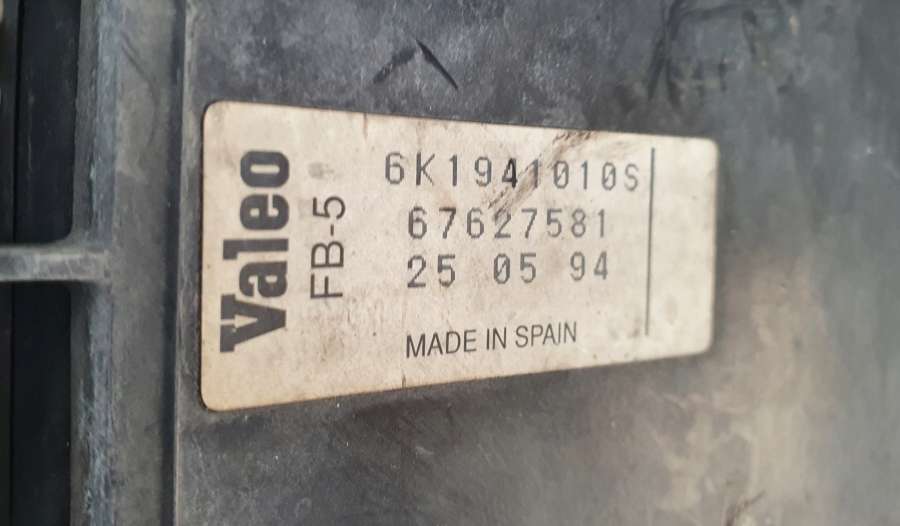 Valeo
FB-5
6K1941010S
67627581
25 05 94
MADE IN SPAIN